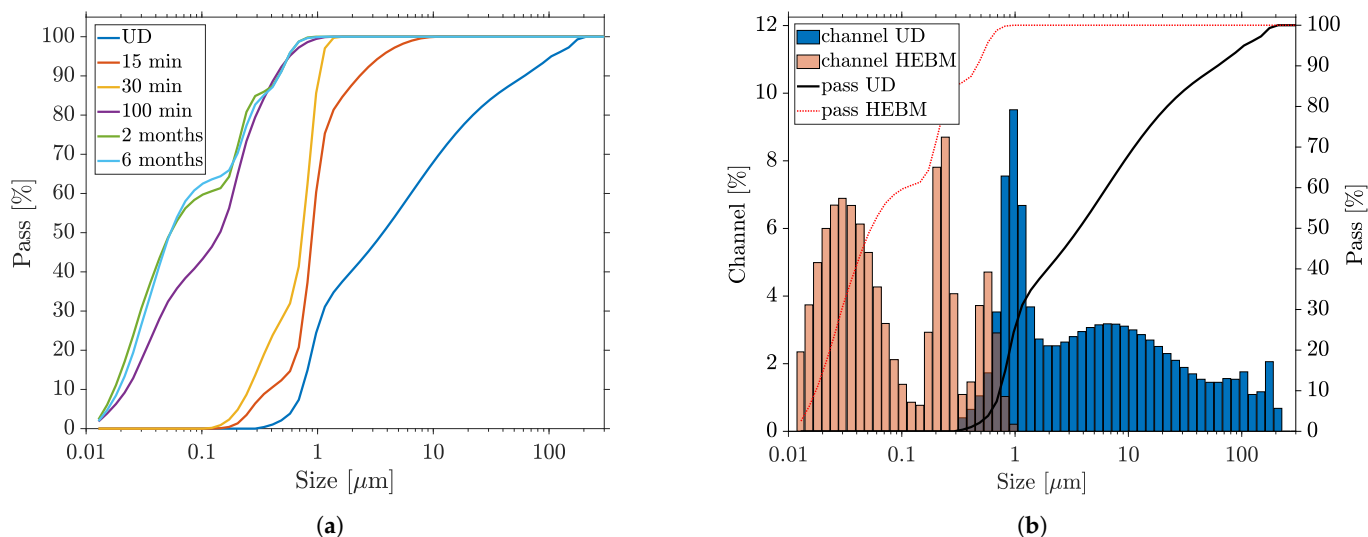 100
90
80
70
60
50
40
30
20
10
0
Pass [%]
UD
15 min
30 min
100 min
2 months
6 months
0.01
0.1
1
10
100
Size [μm]
(a)
12
10
8
6
4
2
0
Channel [%]
channel UD
channel HEBM
pass UD
pass HEBM
100
90
80
70
60
50
40
30
20
10
0
Pass [%]
0.01
0.1
1
10
100
Size [μm]
(b)